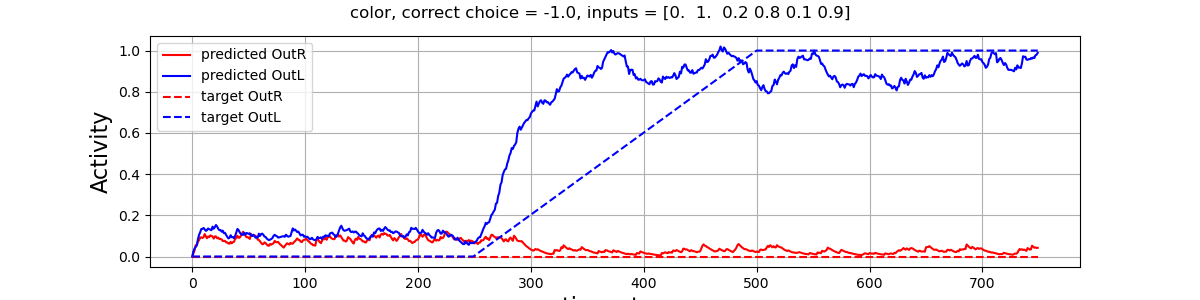 color, correct choice = -1.0, inputs = [0.  1.  0.2 0.8 0.1 0.9]
predicted OutR
predicted OutL
target OutR
target OutL
Activity
1.0
0.8
0.6
0.4
0.2
0.0
0 100 200 300 400 500 600 700